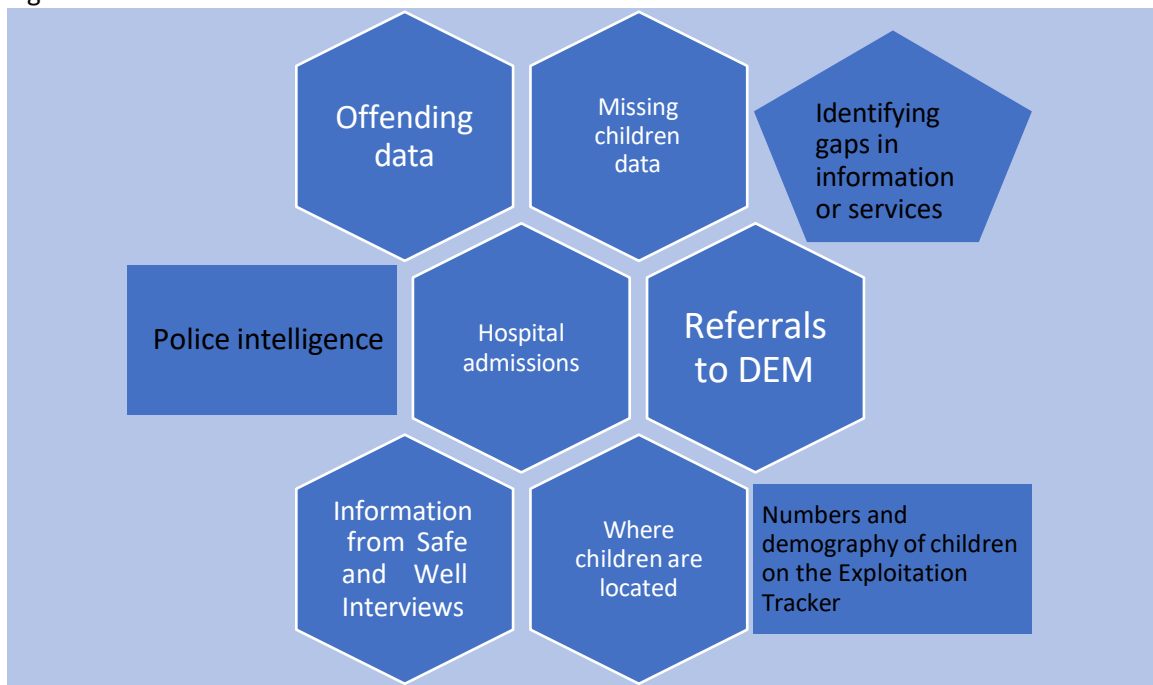 Offending
data
Missing
children
data
Identifying
gaps in
information
or services
Police intelligence
Hospital
admissions
Referrals
to DEM
Information
from Safe
and Well
Interviews
Where
children are
located
Numbers and
demography of children
on the Exploitation
Tracker